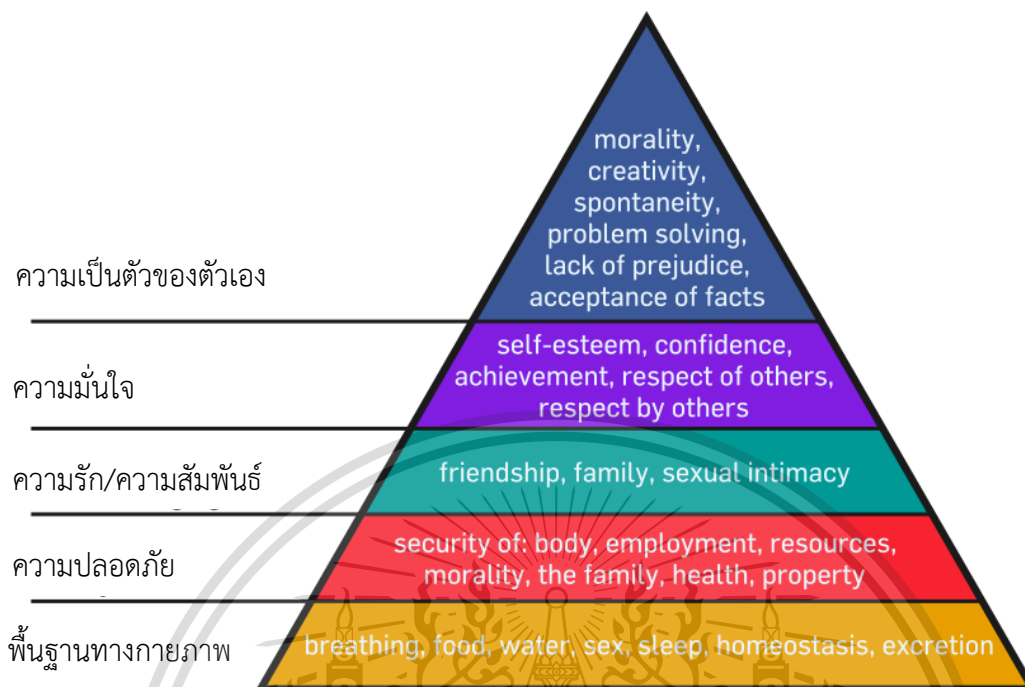 morality,
creativity,
spontaneity,
problem solving,
lack of prejudice,
acceptance of facts
ความเป็นตัวของตัวเอง
self-esteem, confidence,
achievement, respect of others,
respect by others
ความมั่นใจ
friendship, family, sexual intimacy
ความรัก/ความสัมพันธ์
security of: body, employment, resources,
morality, the family, health, property
ความปลอดภัย
breathing, food, water, sex, sleep, homeostasis, excretion
พื้นฐานทางกายภาพ